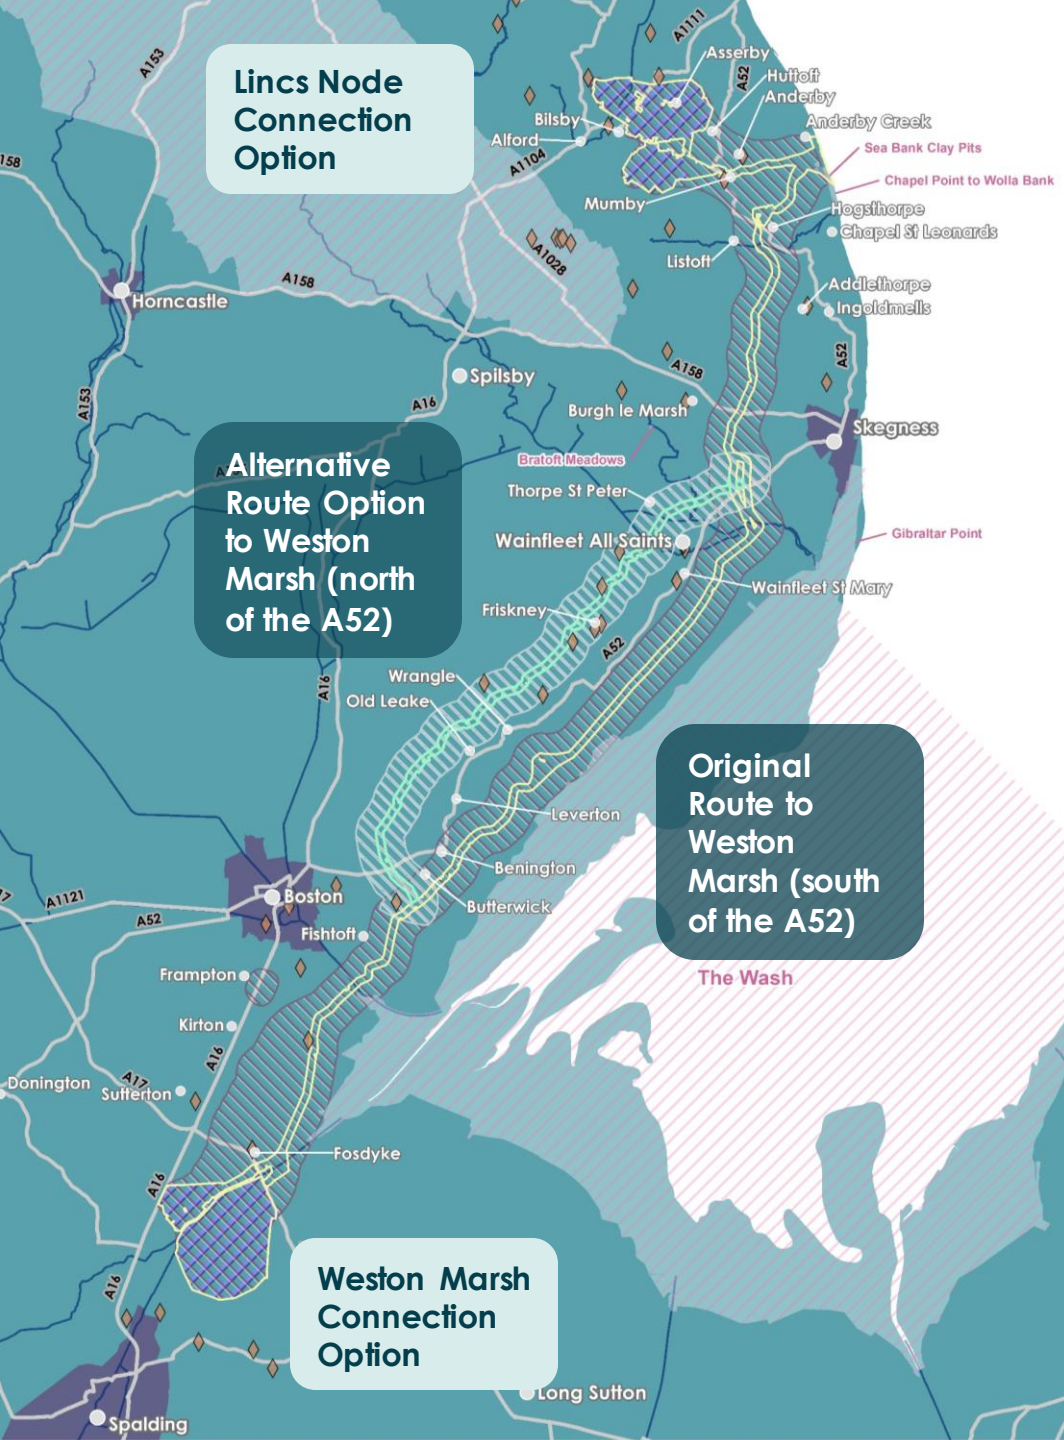 A1111
A153
Asserby
Lincs Node
Connection
Option
A52
Huttoft
Anderby
Bilsby
Anderby Creek
Alford
Sea Bank Clay Pits
158
A1104
Chapel Point to Wolla Bank
Mumby
Hogsthorpe
Chapel St Leonards
A1028
Listoft
A158
Addlethorpe
Horncastle
Ingoldmells
A52
A158
Spilsby
A153
A16
Burgh le Marsh
Skegness
Bratoft Meadows
Alternative
Route Option
to Weston
Marsh (north
of the A52)
Thorpe St Peter
Gibraltar Point
Wainfleet All Saints
Wainfleet St Mary
Friskney
A52
Wrangle
A16
Old Leake
Original
Route to
Weston
Marsh (south
of the A52)
Leverton
Benington
17
A1121
Boston
Butterwick
A52
Fishtoft
Frampton
The Wash
Kirton
A16
Donington
A17
Sutterton
Fosdyke
A16
Weston Marsh
Connection
Option
A16
Long Sutton
Spalding